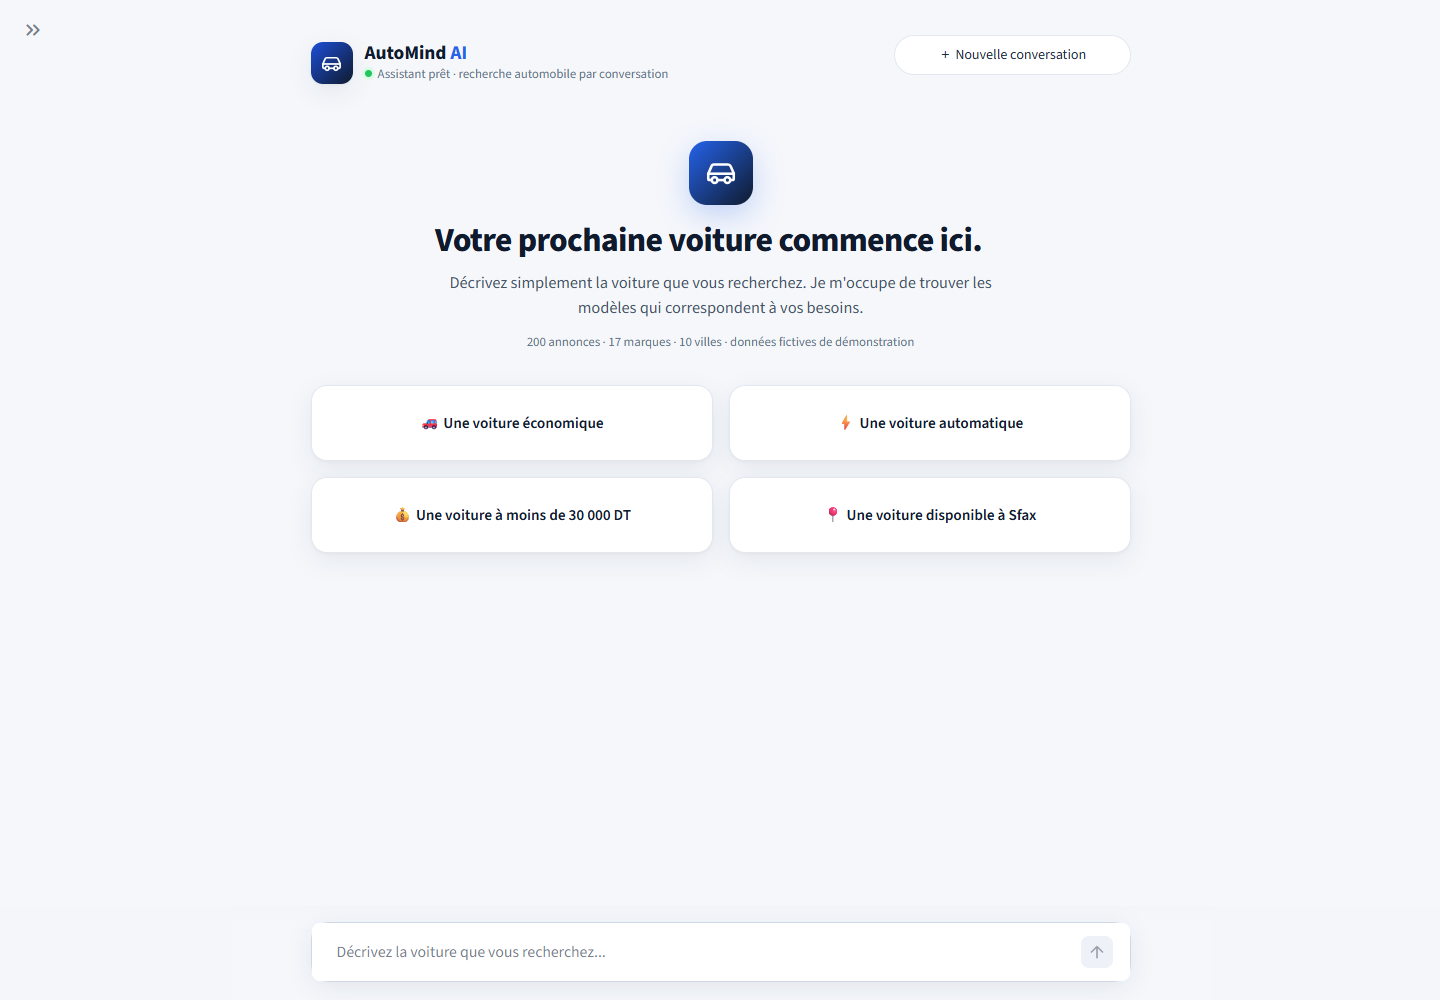 AutoMind AI
Assistant prêt · recherche automobile par conversation
+ Nouvelle conversation
Votre prochaine voiture commence ici.
Décrivez simplement la voiture que vous recherchez. Je m'occupe de trouver les
modèles qui correspondent à vos besoins.
200 annonces · 17 marques · 10 villes · données fictives de démonstration
Une voiture économique
Une voiture automatique
Une voiture à moins de 30 000 DT
Une voiture disponible à Sfax
Décrivez la voiture que vous recherchez...